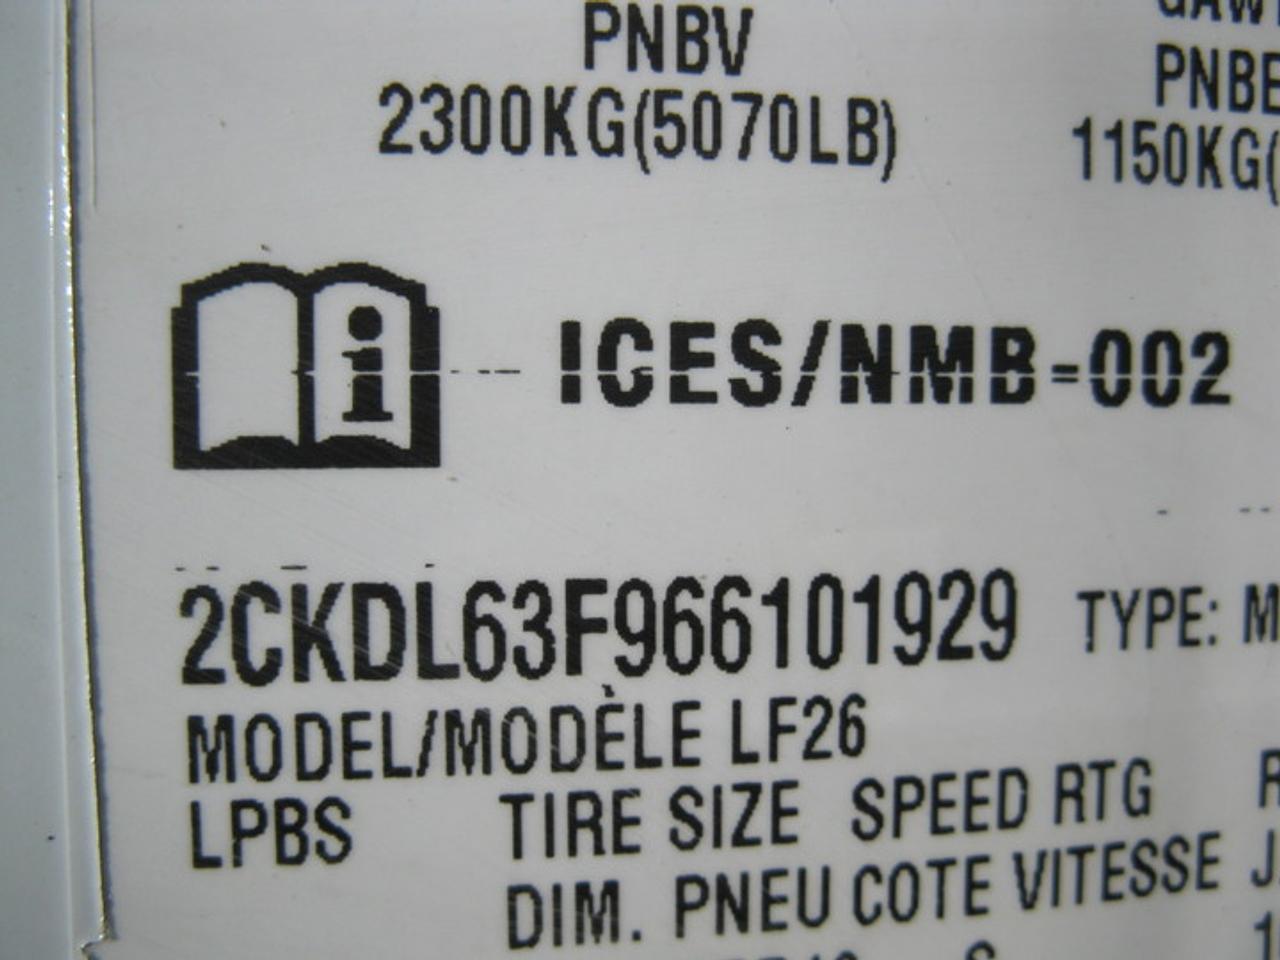 PNBV
2300KG(5070LB)
PNBE
1150KG(
ICES/NMB-002
2CKDL63F966101929 TYPE: M
MODEL/MODÈLE LF26
LPBS TIRE SIZE SPEED RTG R
DIM. PNEU COTE VITESSE J